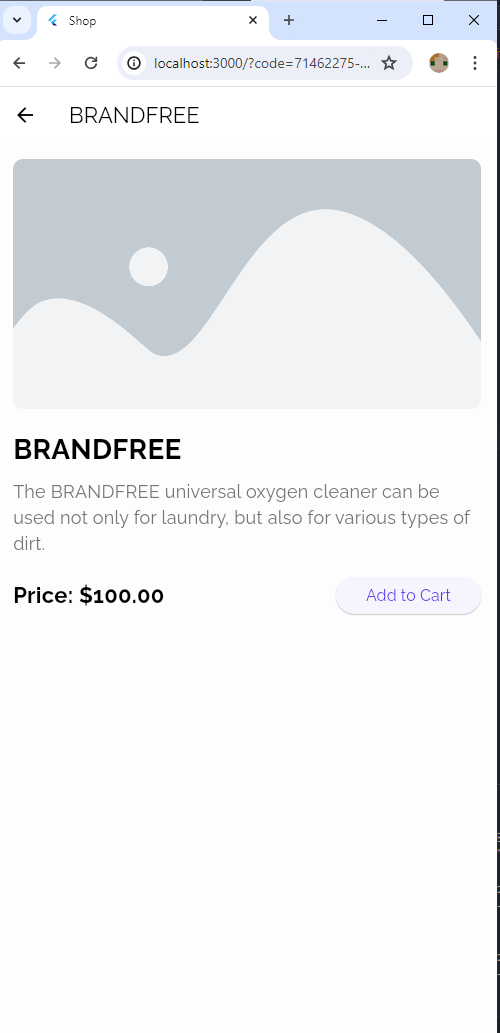 Shop
localhost:3000/?code=71462275-...
BRANDFREE
BRANDFREE
The BRANDFREE universal oxygen cleaner can be
used not only for laundry, but also for various types of
dirt.
Price: $100.00
Add to Cart